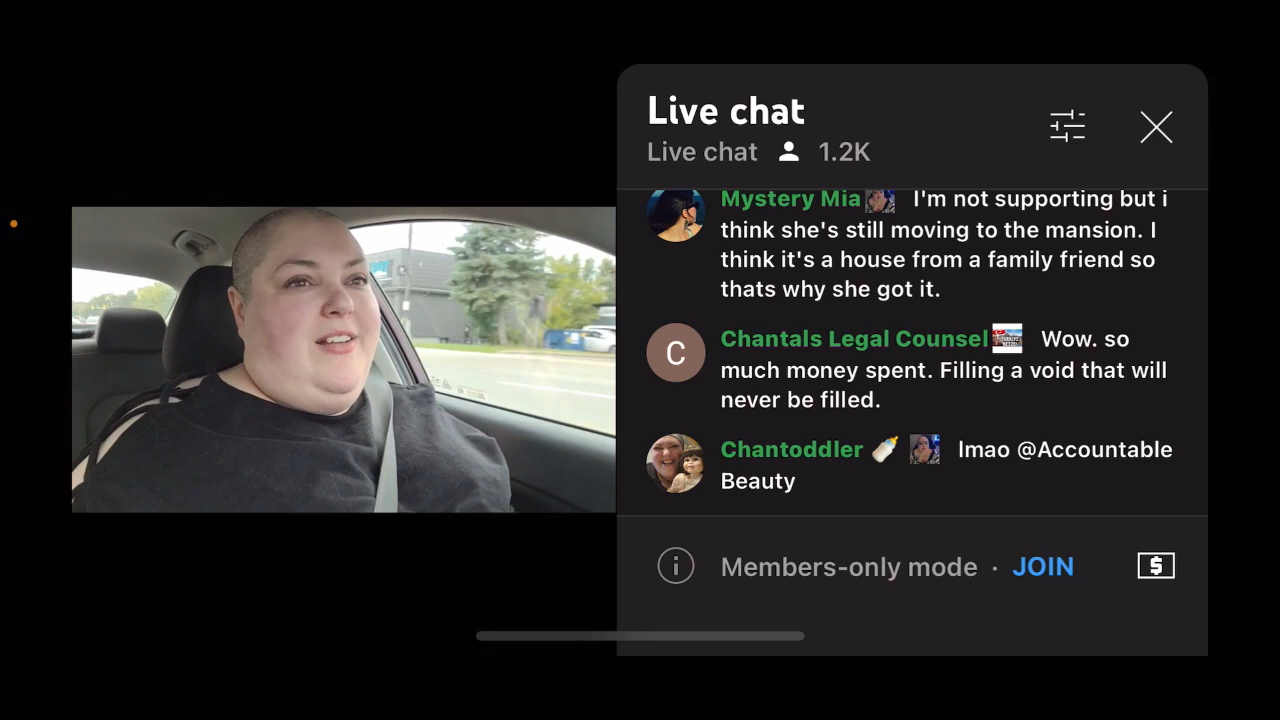 Live chat
Live chat 1.2K
Mystery Mia I'm not supporting but i
think she's still moving to the mansion. I
think it's a house from a family friend so
thats why she got it.
C
Chantals Legal Counsel Wow. so
much money spent. Filling a void that will
never be filled.
Chantoddler 🍼 lmao @Accountable
Beauty
Members-only mode · JOIN
$